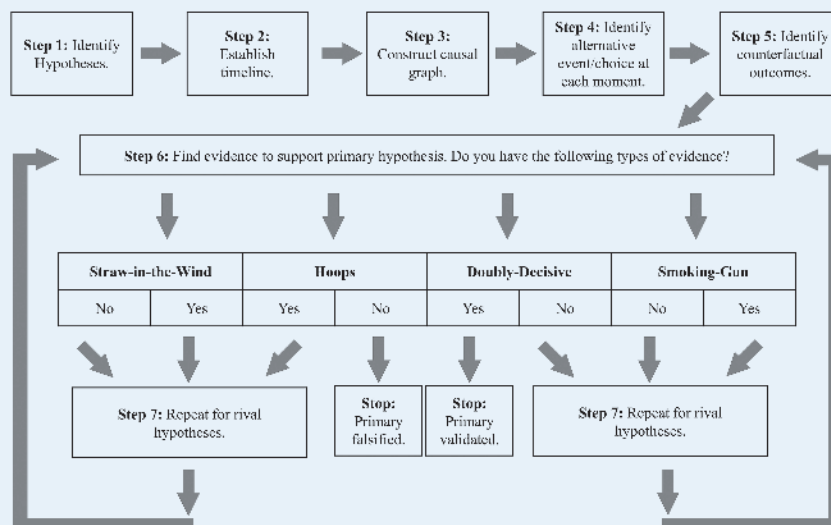 Step 1: Identify
Hypotheses.
Step 2:
Establish
timeline.
Step 3:
Construct causal
graph.
Step 4: Identify
alternative
event/choice at
each moment.
Step 5: Identify
counterfactual
outcomes.
Step 6: Find evidence to support primary hypothesis. Do you have the following types of evidence?
Straw-in-the-Wind Hoops Doubly-Decisive Smoking-Gun
No Yes Yes No Yes No No Yes
Step 7: Repeat for rival
hypotheses.
Stop:
Primary
falsified.
Stop:
Primary
validated.
Step 7: Repeat for rival
hypotheses.